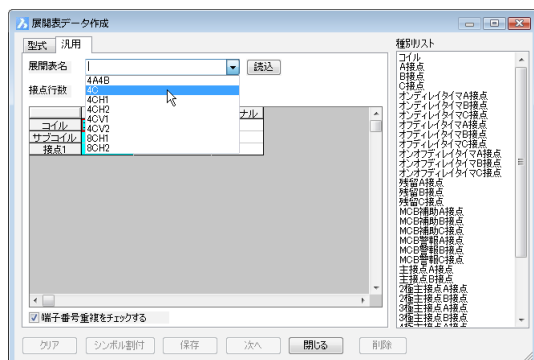 展開表データ作成
型式 汎用
展開表名 読込
4A4B
接点行数 4C
4CH1
4CH2
4CV1
4CV2
8CH1
8CH2
ナル
コイル
サブコイル
接点1
端子番号重複をチェックする
クリア シンボル割付 保存 次へ 閉じる 削除
種別リスト
コイル
A接点
B接点
C接点
オンディレイタイマA接点
オンディレイタイマB接点
オンディレイタイマC接点
オフディレイタイマA接点
オフディレイタイマB接点
オフディレイタイマC接点
オンオフディレイタイマA接点
オンオフディレイタイマB接点
オンオフディレイタイマC接点
残留A接点
残留B接点
残留C接点
MCB補助A接点
MCB補助B接点
MCB補助C接点
MCB警報A接点
MCB警報B接点
MCB警報C接点
主接点A接点
主接点B接点
2極主接点A接点
2極主接点B接点
3極主接点A接点
3極主接点B接点
4極主接点A接点